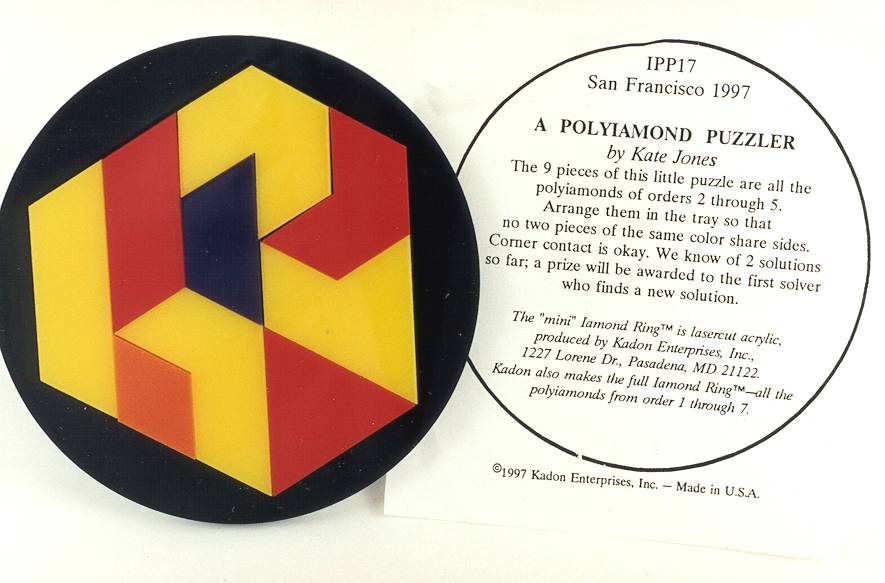 IPP17
San Francisco 1997
A POLYIAMOND PUZZLER
by Kate Jones
The 9 pieces of this little puzzle are all the
polyiamonds of orders 2 through 5.
Arrange them in the tray so that
no two pieces of the same color share sides.
Corner contact is okay. We know of 2 solutions
so far; a prize will be awarded to the first solver
who finds a new solution.
The "mini" Iamond Ring™ is lasercut acrylic,
produced by Kadon Enterprises, Inc.,
1227 Lorene Dr., Pasadena, MD 21122.
Kadon also makes the full Iamond Ring™—all the
polyiamonds from order 1 through 7.
©1997 Kadon Enterprises, Inc. — Made in U.S.A.